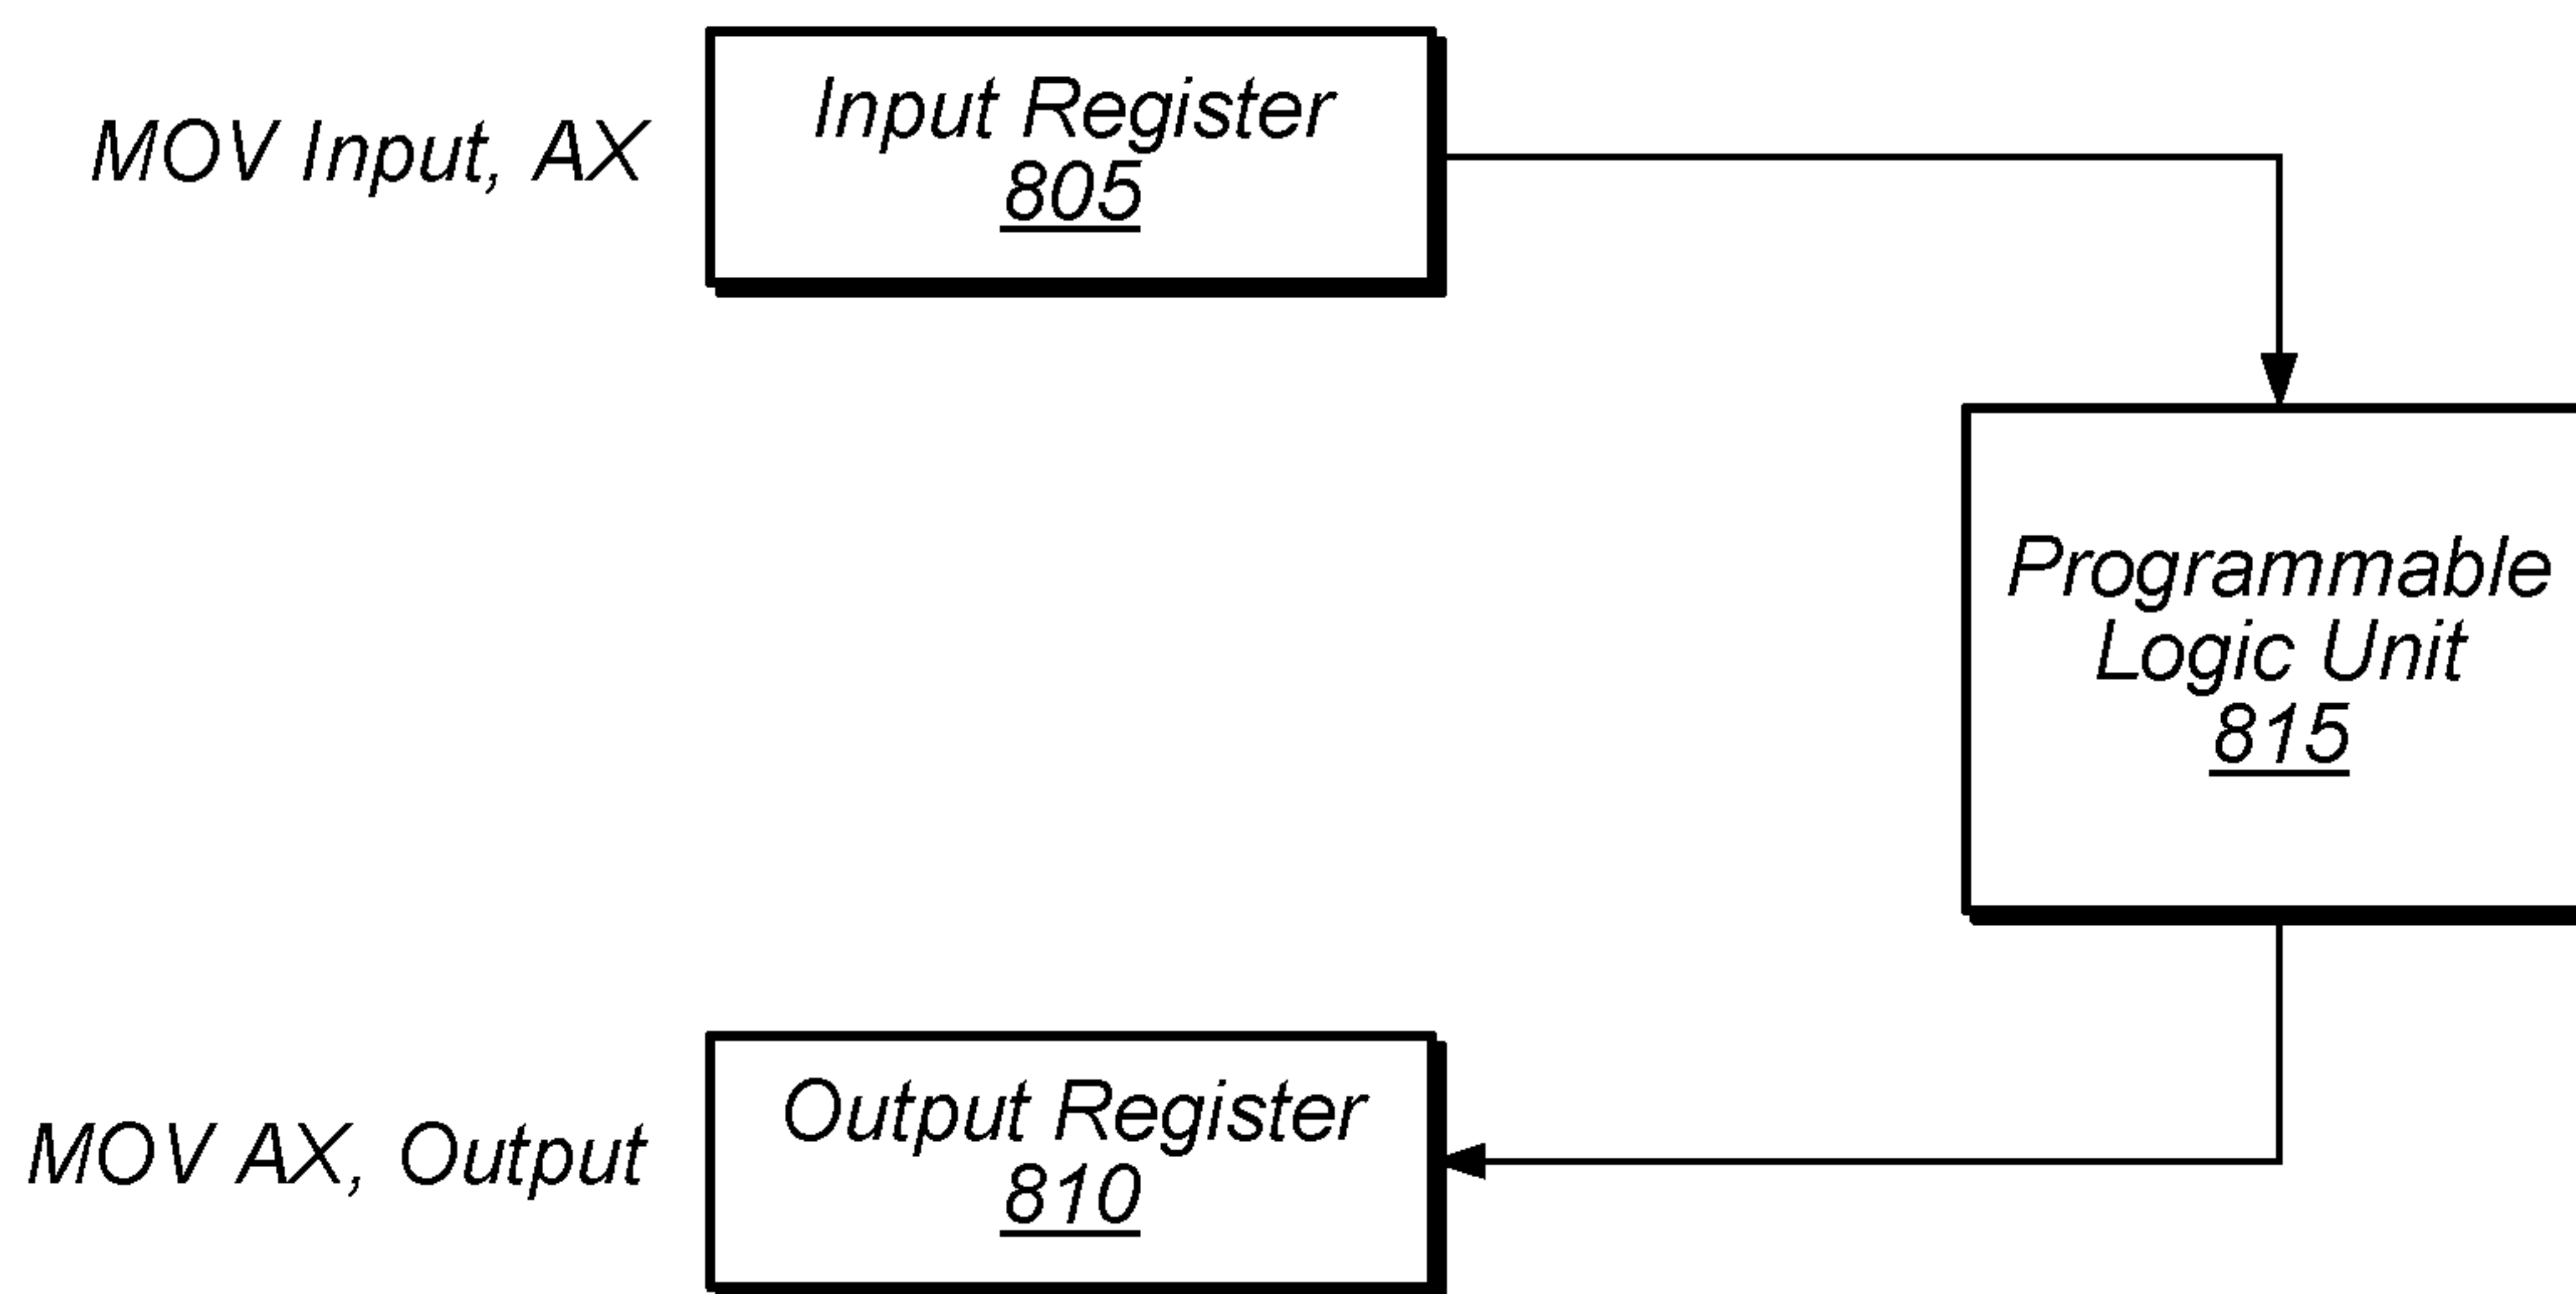 MOV Input, AX
Input Register
805
Programmable
Logic Unit
815
MOV AX, Output
Output Register
810